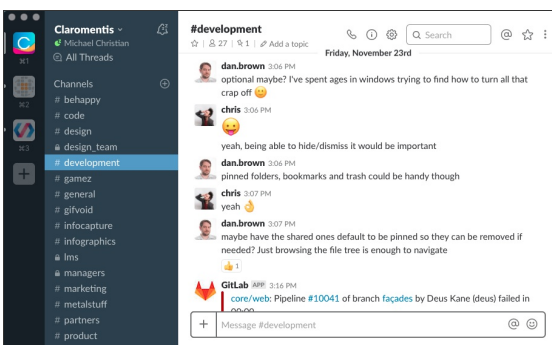 Claromentis
Michael Christian
All Threads
⌘1
⌘2
⌘3
Channels
# behappy
# code
# design
design_team
# development
# gamez
# general
# gifvoid
# infocapture
# infographics
lms
managers
# marketing
# metalstuff
# partners
# product
#development
27
1
Add a topic
Search
Friday, November 23rd
dan.brown 3:06 PM
optional maybe? I've spent ages in windows trying to find how to turn all that
crap off
chris 3:06 PM
yeah, being able to hide/dismiss it would be important
dan.brown 3:06 PM
pinned folders, bookmarks and trash could be handy though
chris 3:07 PM
yeah 👌
dan.brown 3:07 PM
maybe have the shared ones default to be pinned so they can be removed if
needed? Just browsing the file tree is enough to navigate
👍 1
GitLab APP 3:16 PM
core/web: Pipeline #10041 of branch façades by Deus Kane (deus) failed in
00:00
Message #development